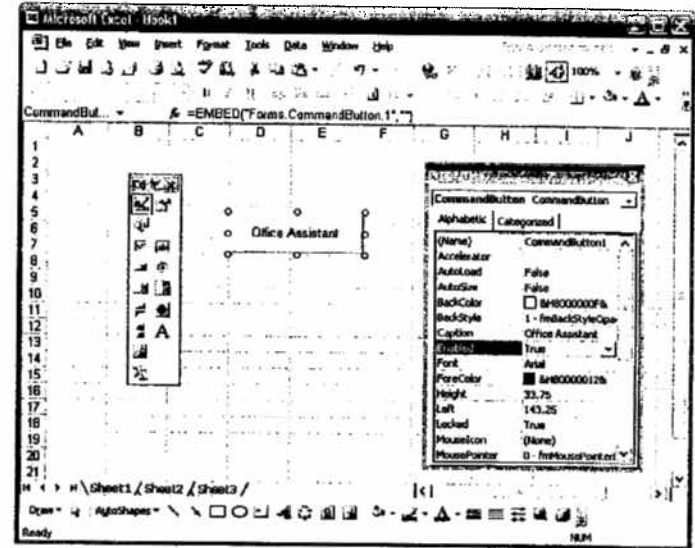 Microsoft Excel - Book1
File Edit View Insert Format Tools Data Window Help
100%
CommandBut... fx =EMBED("Forms.CommandButton.1","")
A B C D E F G H I J
1
2
3
4
5
6
7
8
9
10
11
12
13
14
15
16
17
18
19
20
21
Office Assistant
CommandButton CommandButton
Alphabetic Categorized
(Name) CommandButton1
Accelerator
AutoLoad False
AutoSize False
BackColor &H8000000F&
BackStyle 1 - fmBackStyleOpa
Caption Office Assistant
Enabled True
Font Arial
ForeColor &H80000012&
Height 33.75
Left 143.25
Locked True
MouseIcon (None)
MousePointer 0 - fmMousePointer
Sheet1 / Sheet2 / Sheet3 /
Draw AutoShapes
Ready NUM